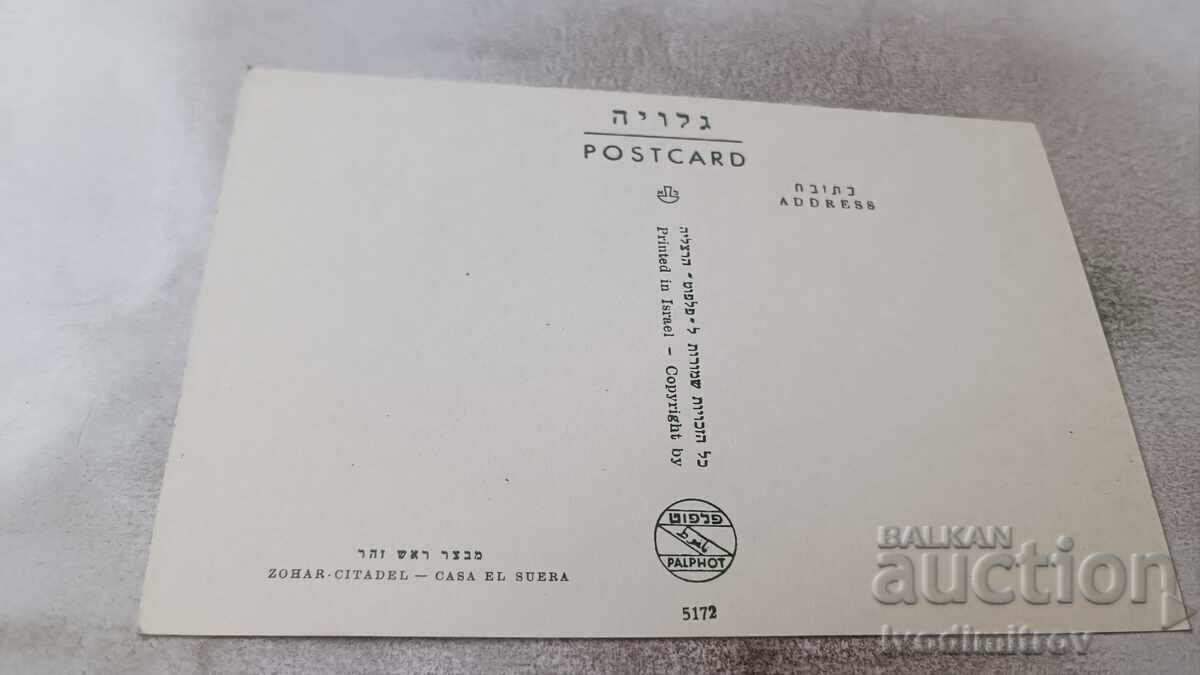 גלויה
POSTCARD
כתובת
ADDRESS
כל הזכויות שמורות ל„פלפוט” הרצליה
Printed in Israel – Copyright by
פלפוט
PALPHOT
מבצר ראש זהר
ZOHAR-CITADEL — CASA EL SUERA
5172
BALKAN
auction
Ivodimitrov